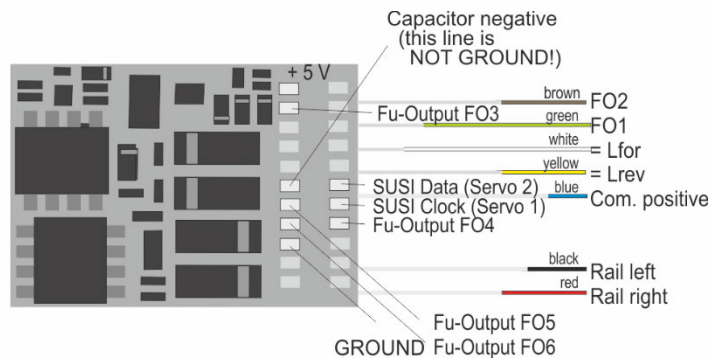 Capacitor negative
(this line is
NOT GROUND!)
+ 5 V
Fu-Output FO3
brown
FO2
green
FO1
white
= Lfor
yellow
= Lrev
SUSI Data (Servo 2)
blue
Com. positive
SUSI Clock (Servo 1)
Fu-Output FO4
black
Rail left
red
Rail right
Fu-Output FO5
GROUND Fu-Output FO6